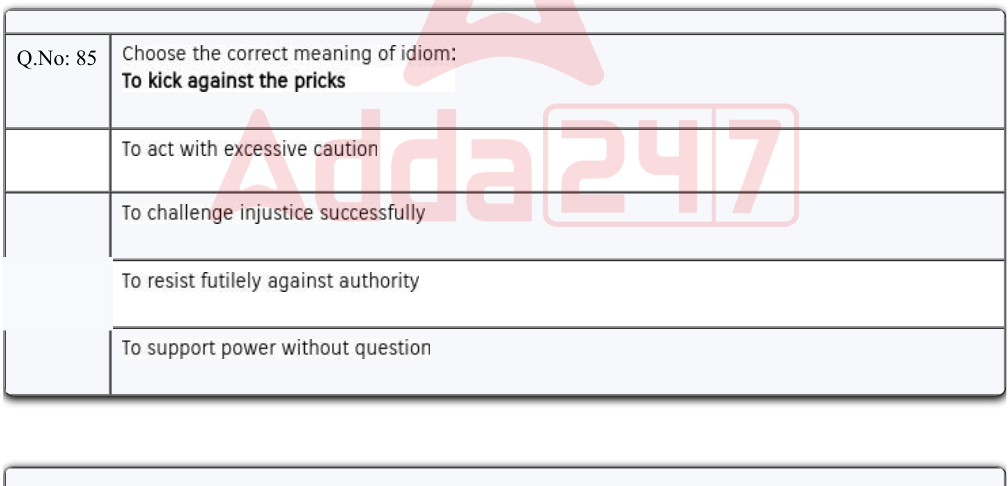 Q.No: 85
Choose the correct meaning of idiom:
To kick against the pricks
Adda247
To act with excessive caution
To challenge injustice successfully
To resist futilely against authority
To support power without question